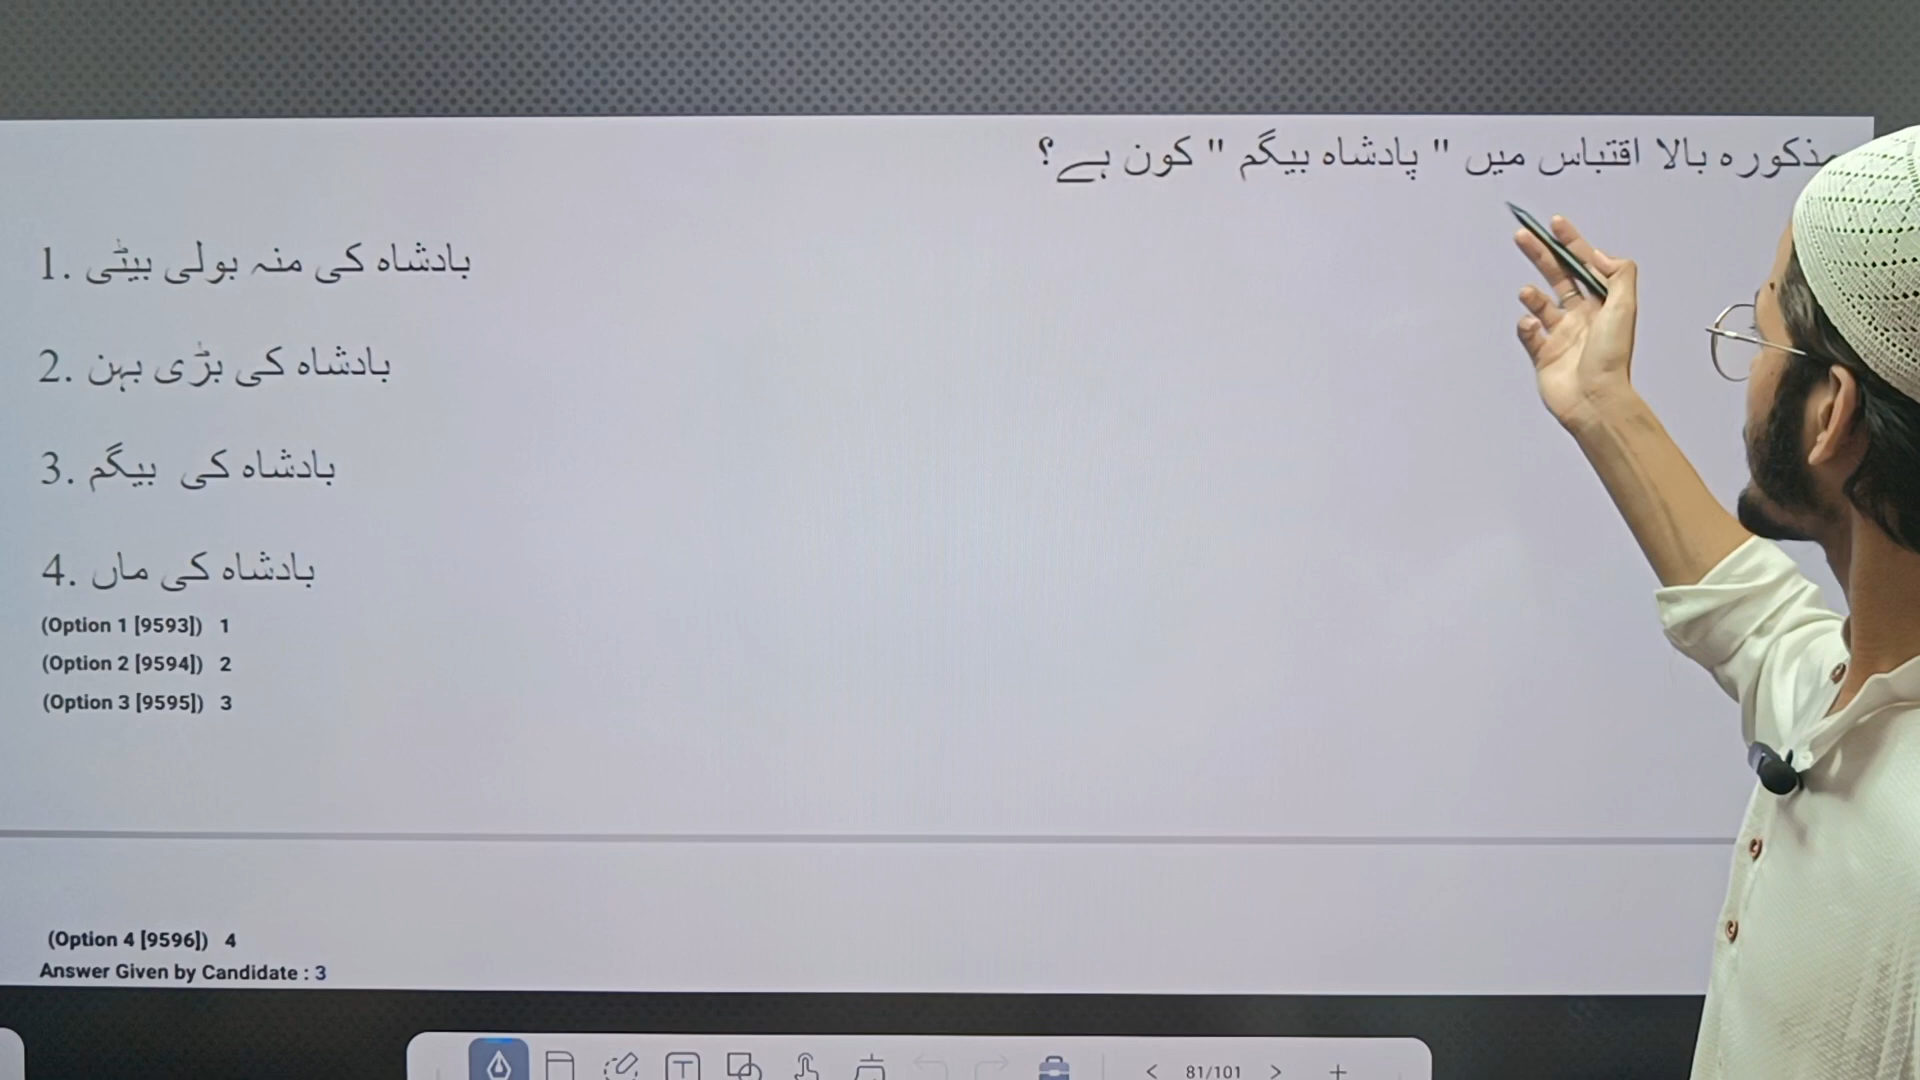 مذکورہ بالا اقتباس میں " پادشاہ بیگم " کون ہے؟
1. بادشاہ کی منہ بولی بیٹی
2. بادشاہ کی بڑی بہن
3. بادشاہ کی بیگم
4. بادشاہ کی ماں
(Option 1 [9593]) 1
(Option 2 [9594]) 2
(Option 3 [9595]) 3
(Option 4 [9596]) 4
Answer Given by Candidate : 3
T
< 81/101 > +